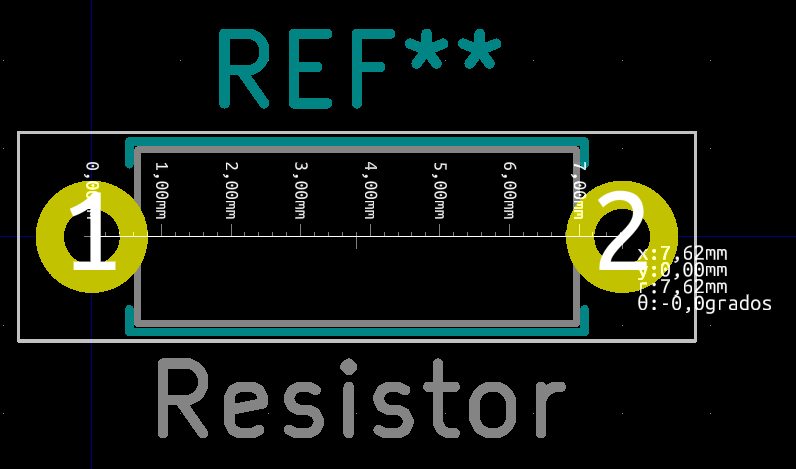 REF**
0,00mm
1,00mm
2,00mm
3,00mm
4,00mm
5,00mm
6,00mm
7,00mm
1
2
x:7,62mm
y:0,00mm
r:7,62mm
θ:-0,0grados
Resistor